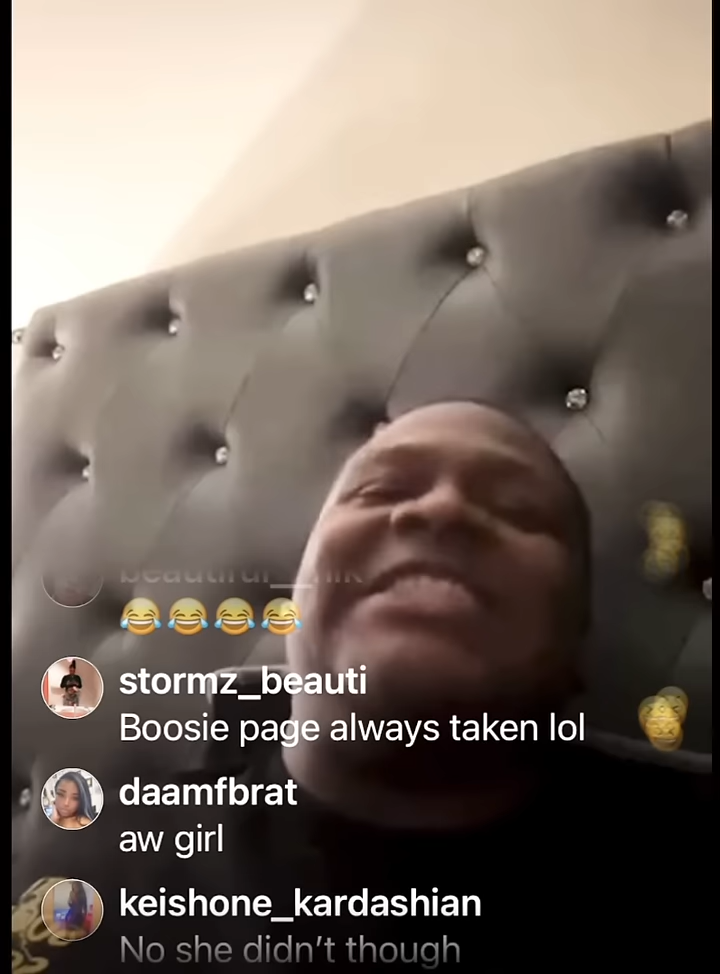 😂😂😂😂
stormz_beauti
Boosie page always taken lol
daamfbrat
aw girl
keishone_kardashian
No she didn’t though